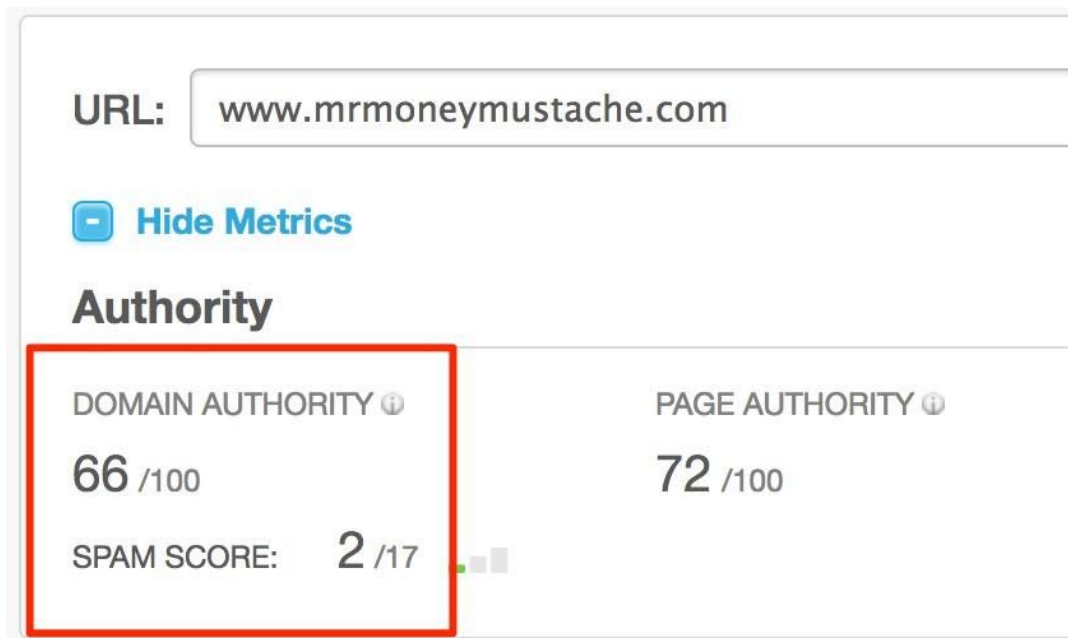 URL: www.mrmoneymustache.com
- Hide Metrics
Authority
DOMAIN AUTHORITY i PAGE AUTHORITY i
66 /100 72 /100
SPAM SCORE: 2 /17